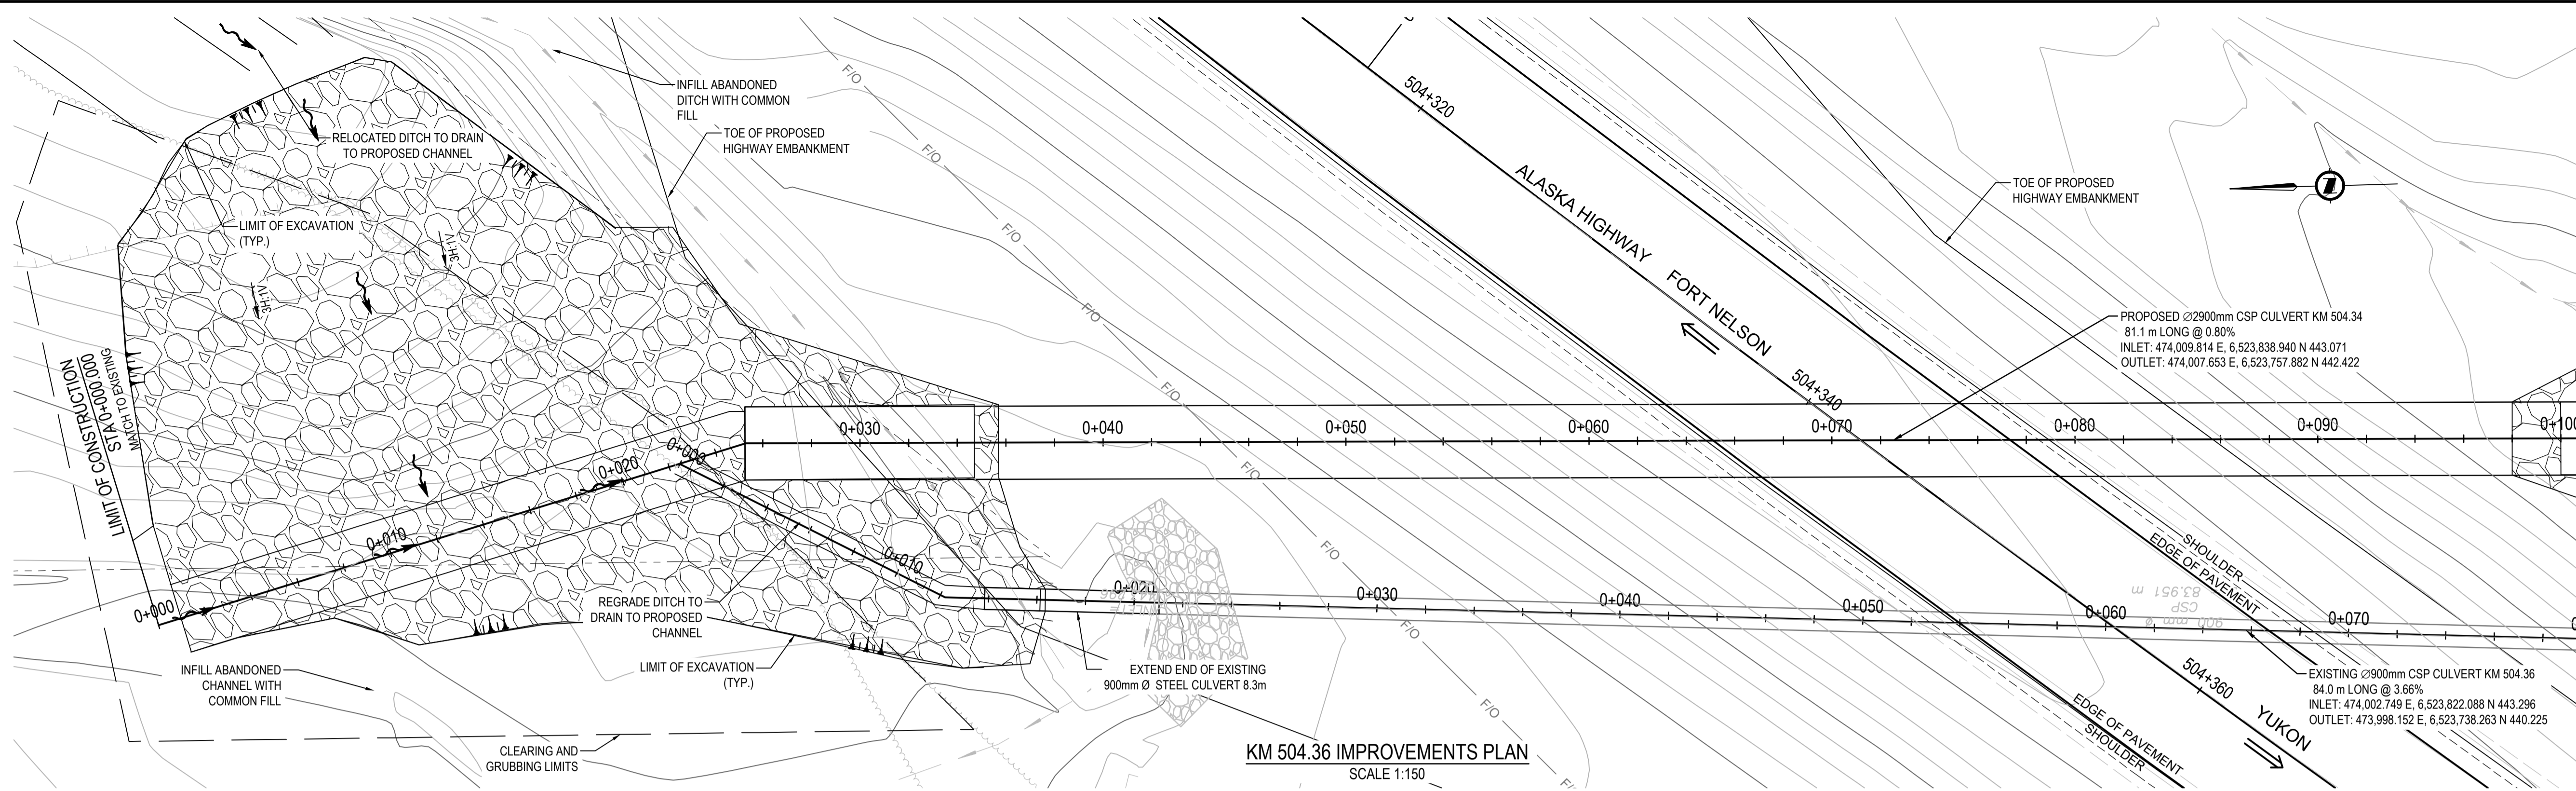 INFILL ABANDONED
DITCH WITH COMMON
FILL
TOE OF PROPOSED
HIGHWAY EMBANKMENT
RELOCATED DITCH TO DRAIN
TO PROPOSED CHANNEL
LIMIT OF EXCAVATION
(TYP.)
3H:1V
3H:1V
LIMIT OF CONSTRUCTION
STA 0+000.000
MATCH TO EXISTING
0+000
0+010
0+020
0+000
0+010
0+030
0+040
0+050
0+060
0+070
0+080
0+090
0+100
F/O
F/O
F/O
F/O
F/O
F/O
F/O
F/O
F/O
F/O
504+320
ALASKA HIGHWAY
FORT NELSON
504+340
504+360
YUKON
TOE OF PROPOSED
HIGHWAY EMBANKMENT
PROPOSED Ø2900mm CSP CULVERT KM 504.34
81.1 m LONG @ 0.80%
INLET: 474,009.814 E, 6,523,838.940 N 443.071
OUTLET: 474,007.653 E, 6,523,757.882 N 442.422
SHOULDER
EDGE OF PAVEMENT
EDGE OF PAVEMENT
SHOULDER
900 mm Ø
CSP
83.951 m
0+020
0+030
0+040
0+050
0+060
0+070
EXISTING Ø900mm CSP CULVERT KM 504.36
84.0 m LONG @ 3.66%
INLET: 474,002.749 E, 6,523,822.088 N 443.296
OUTLET: 473,998.152 E, 6,523,738.263 N 440.225
REGRADE DITCH TO
DRAIN TO PROPOSED
CHANNEL
LIMIT OF EXCAVATION
(TYP.)
INFILL ABANDONED
CHANNEL WITH
COMMON FILL
EXTEND END OF EXISTING
900mm Ø STEEL CULVERT 8.3m
CLEARING AND
GRUBBING LIMITS
KM 504.36 IMPROVEMENTS PLAN
SCALE 1:150